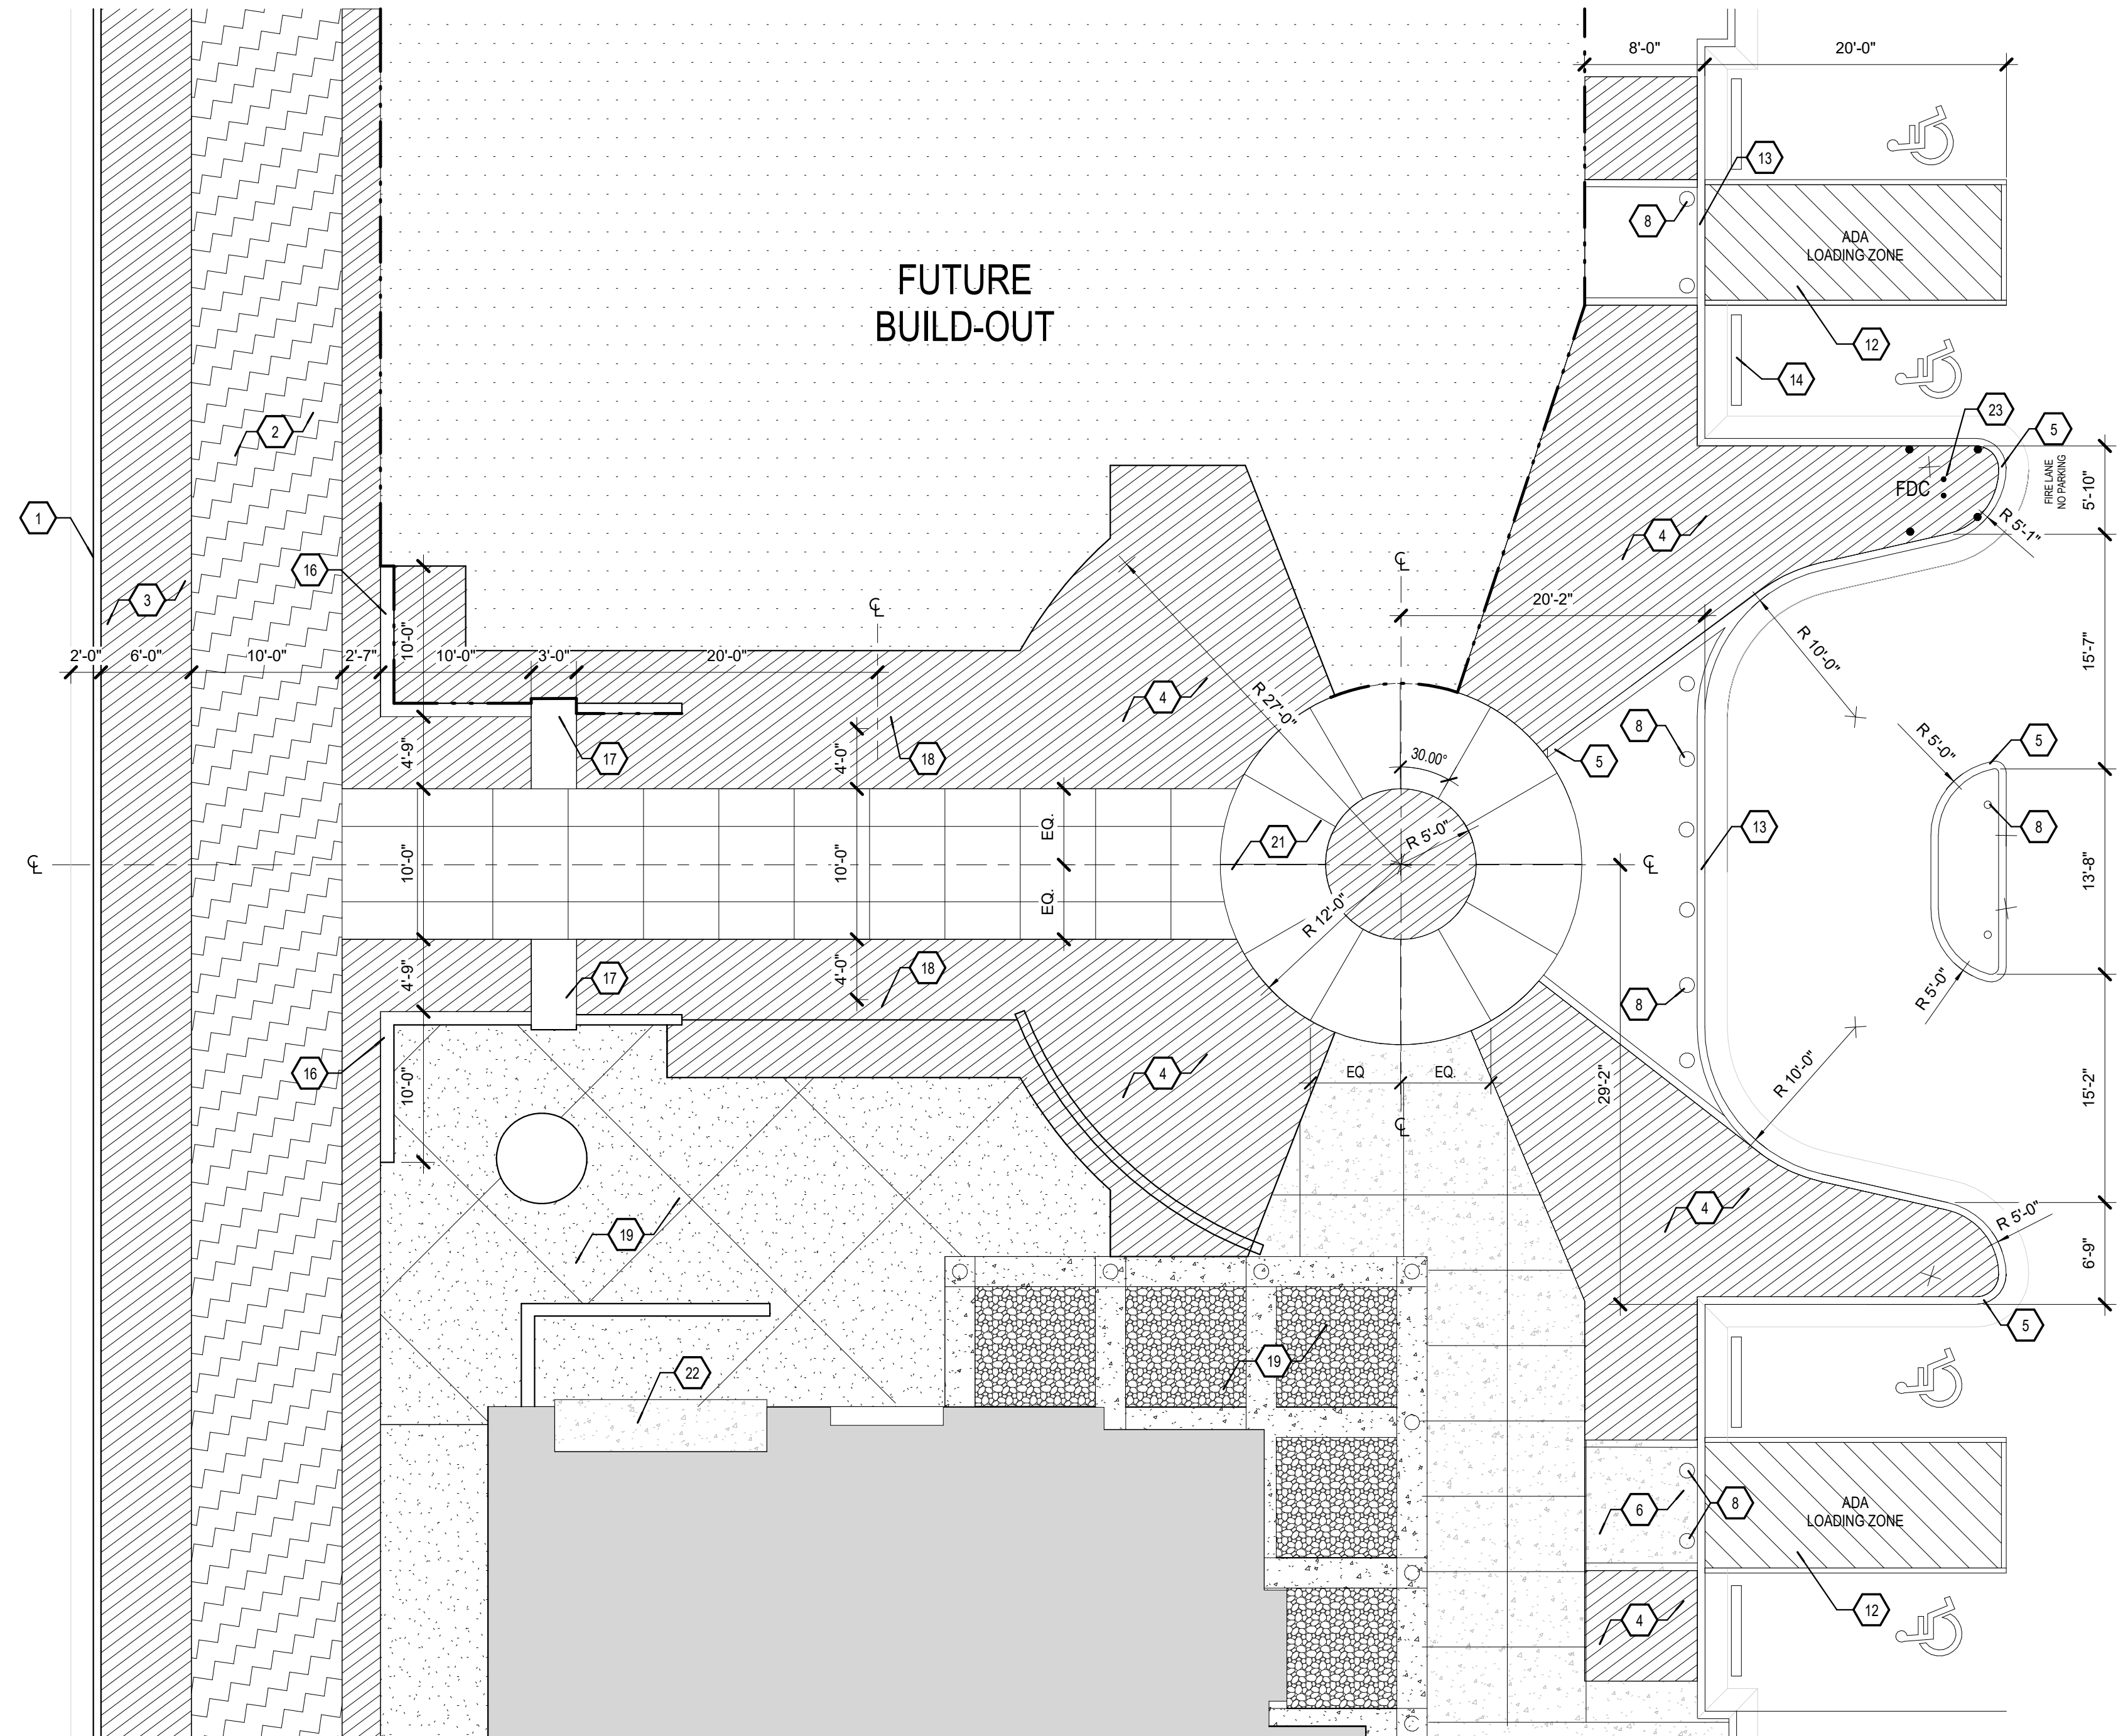 8'-0"
20'-0"
13
8
ADA
LOADING ZONE
FUTURE
BUILD-OUT
12
14
2
23
5
FIRE LANE
NO PARKING
5'-10"
FDC
R 5'-1"
1
4
℄
16
3
10'-0"
℄
20'-2"
R 10'-0"
15'-7"
2'-0"
6'-0"
10'-0"
2'-7"
10'-0"
3'-0"
20'-0"
4
R 27'-0"
4'-9"
17
4'-0"
18
8
30.00°
5
R 5'-0"
5
EQ.
21
R 5'-0"
13
8
℄
10'-0"
10'-0"
℄
13'-8"
EQ.
R 12'-0"
4'-9"
17
4'-0"
18
8
R 5'-0"
16
10'-0"
4
EQ
EQ.
29'-2"
R 10'-0"
15'-2"
℄
19
4
R 5'-0"
6'-9"
5
22
19
6
8
ADA
LOADING ZONE
4
12